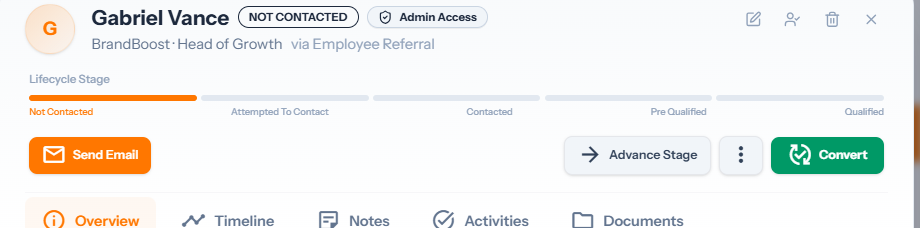 G
Gabriel Vance NOT CONTACTED Admin Access
BrandBoost · Head of Growth via Employee Referral
Lifecycle Stage
Not Contacted Attempted To Contact Contacted Pre Qualified Qualified
Send Email Advance Stage Convert
Overview Timeline Notes Activities Documents